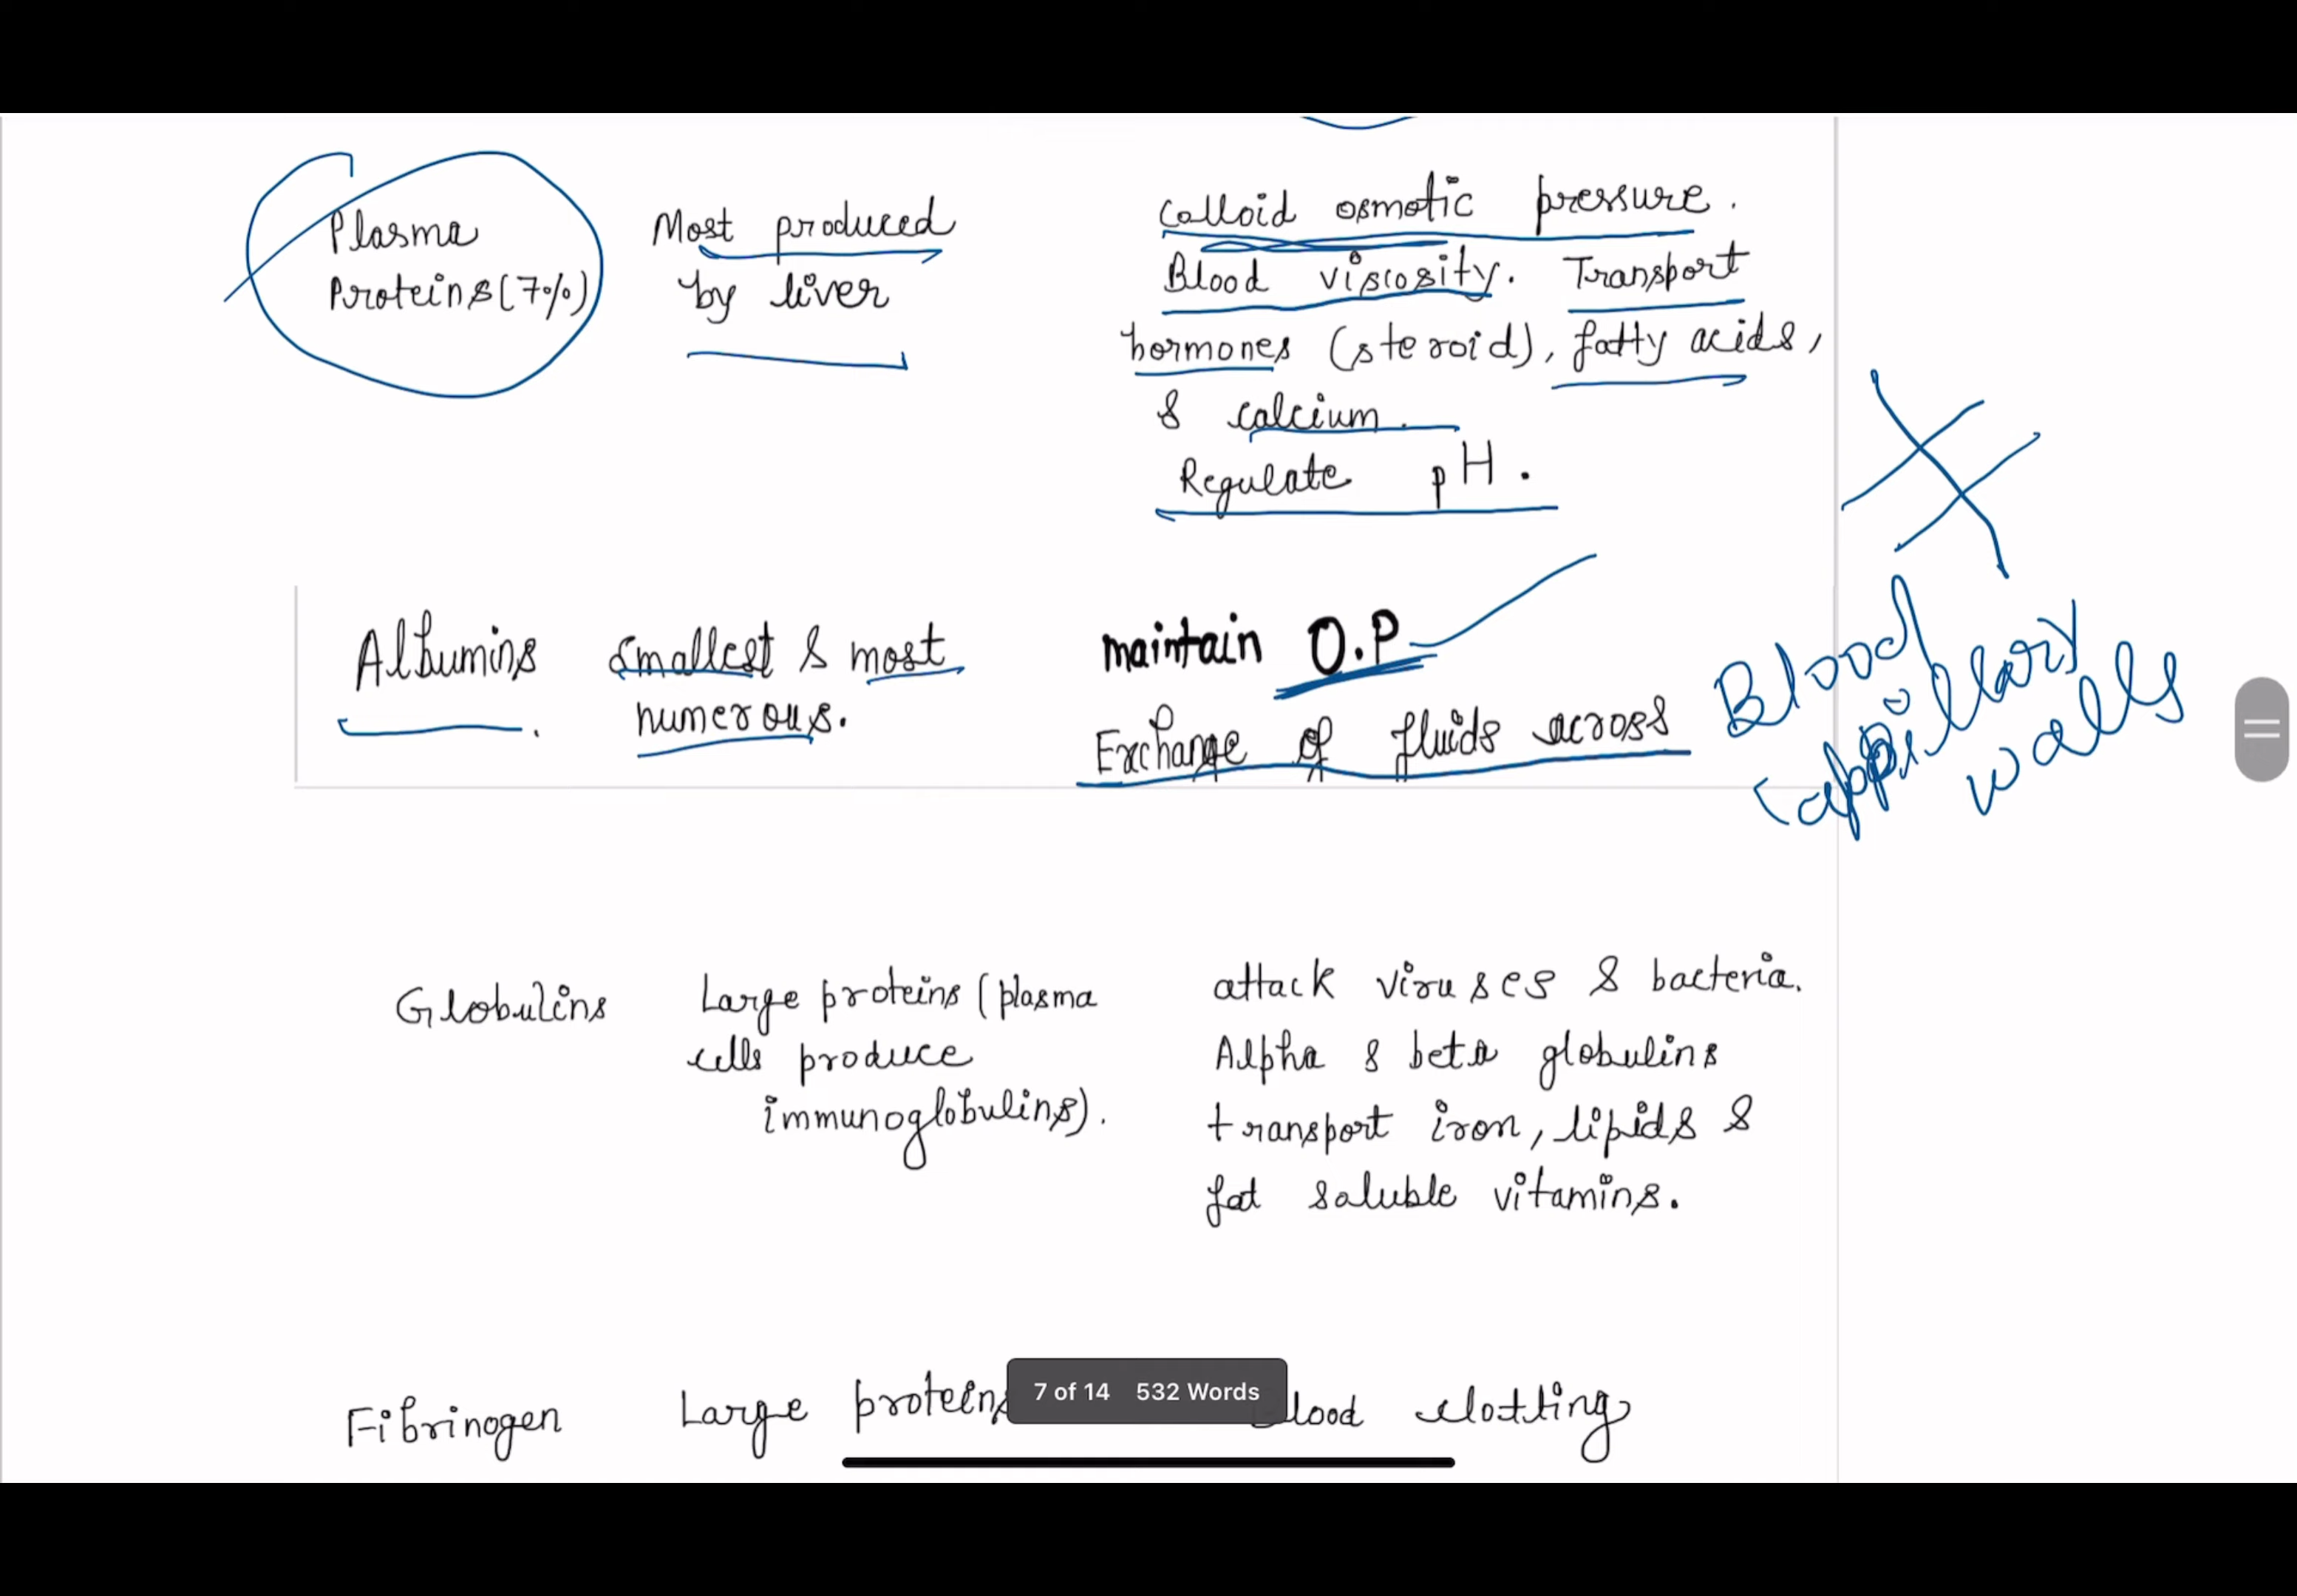 Plasma
Proteins(7%)
Most produced
by liver
Colloid osmotic pressure.
Blood viscosity. Transport
hormones (steroid), fatty acids,
& calcium.
Regulate pH.
Albumins
smallest & most
numerous.
maintain O.P
Exchange of fluids across
Blood
capillary
walls
Globulins
Large proteins (plasma
cells produce
immunoglobulins).
attack viruses & bacteria.
Alpha & beta globulins
transport iron, lipids &
fat soluble vitamins.
Fibrinogen
Large proteins
Blood clotting
7 of 14 532 Words